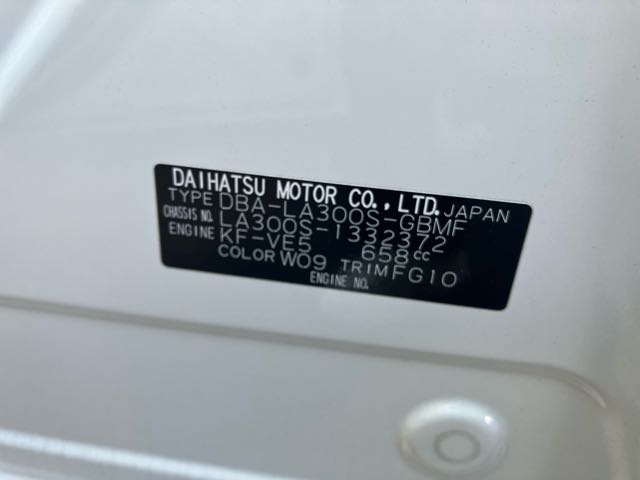 DAIHATSU MOTOR CO., LTD. JAPAN
TYPE DBA-LA300S-GBMF
CHASSIS NO. LA300S-1332372
ENGINE KF-VE5 658cc
COLOR W09 TRIM FG10
ENGINE NO.